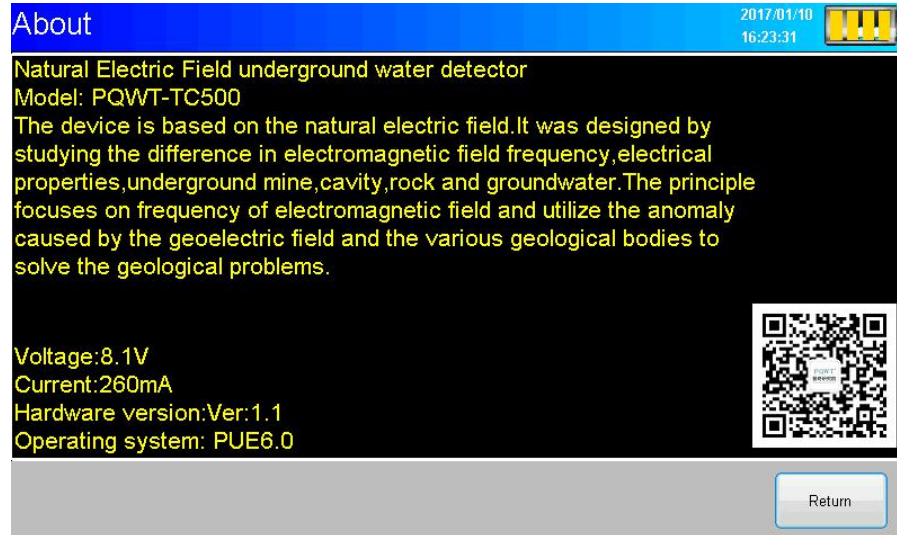 About
2017/01/10
16:23:31
Natural Electric Field underground water detector
Model: PQWT-TC500
The device is based on the natural electric field.It was designed by
studying the difference in electromagnetic field frequency,electrical
properties,underground mine,cavity,rock and groundwater.The principle
focuses on frequency of electromagnetic field and utilize the anomaly
caused by the geoelectric field and the various geological bodies to
solve the geological problems.
Voltage:8.1V
Current:260mA
Hardware version:Ver:1.1
Operating system: PUE6.0
PQWT
Return